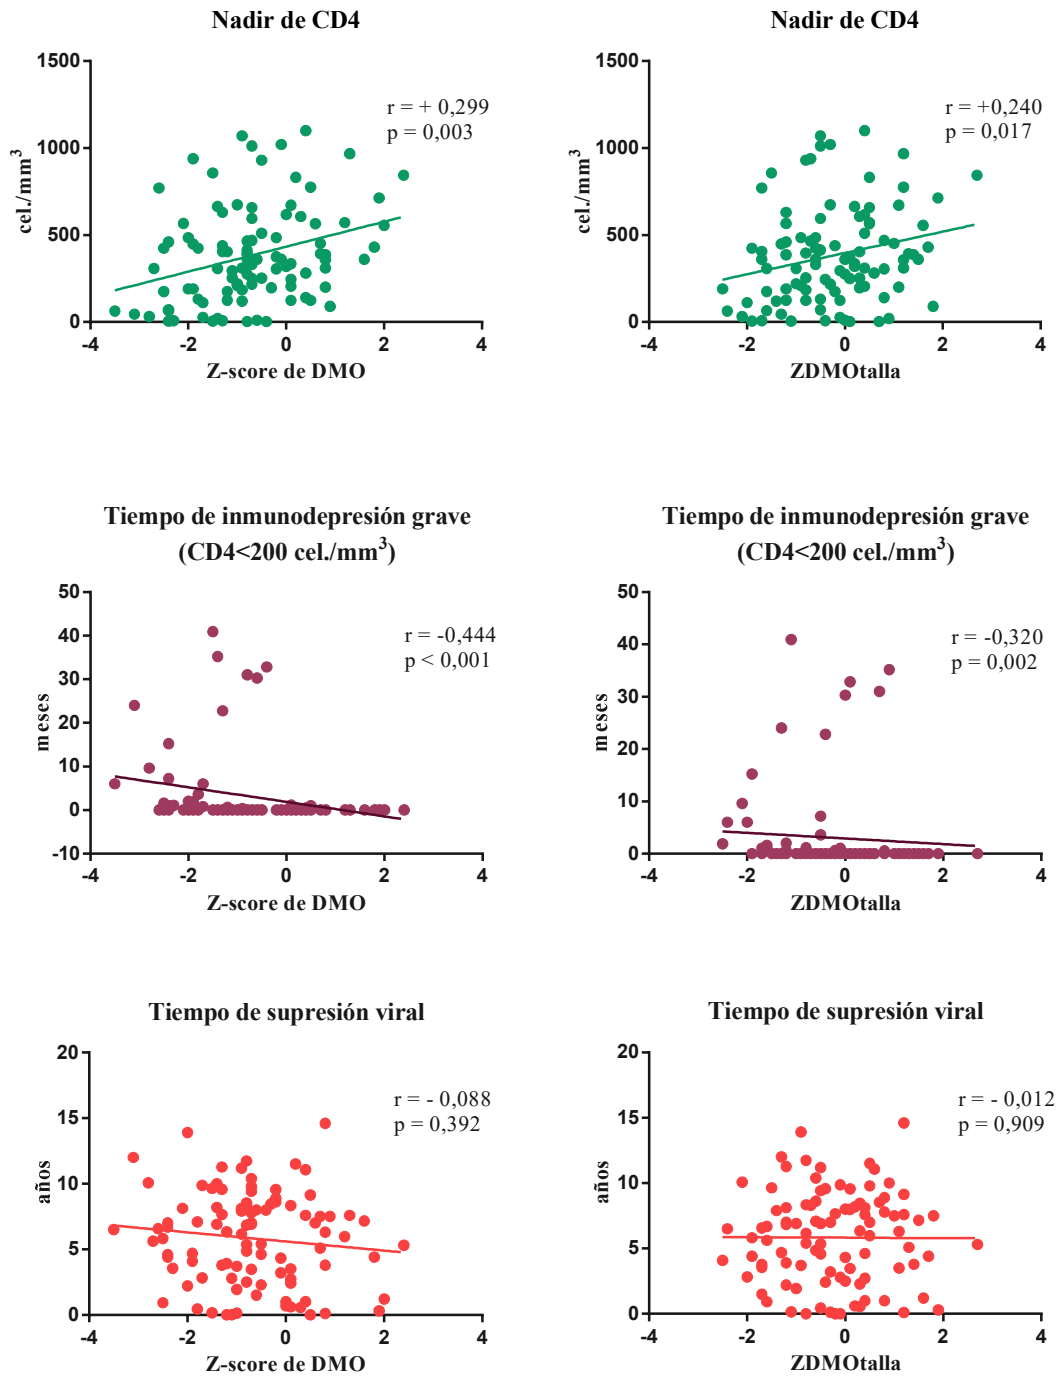 Nadir de CD4
1500
1000
500
0
cel./mm³
r = + 0,299
p = 0,003
-4 -2 0 2 4
Z-score de DMO
Nadir de CD4
1500
1000
500
0
cel./mm³
r = +0,240
p = 0,017
-4 -2 0 2 4
ZDMOtalla
Tiempo de inmunodepresión grave
(CD4<200 cel./mm³)
50
40
30
20
10
0
-10
meses
r = -0,444
p < 0,001
-4 -2 0 2 4
Z-score de DMO
Tiempo de inmunodepresión grave
(CD4<200 cel./mm³)
50
40
30
20
10
0
meses
r = -0,320
p = 0,002
-4 -2 0 2 4
ZDMOtalla
Tiempo de supresión viral
20
15
10
5
0
años
r = - 0,088
p = 0,392
-4 -2 0 2 4
Z-score de DMO
Tiempo de supresión viral
20
15
10
5
0
años
r = - 0,012
p = 0,909
-4 -2 0 2 4
ZDMOtalla